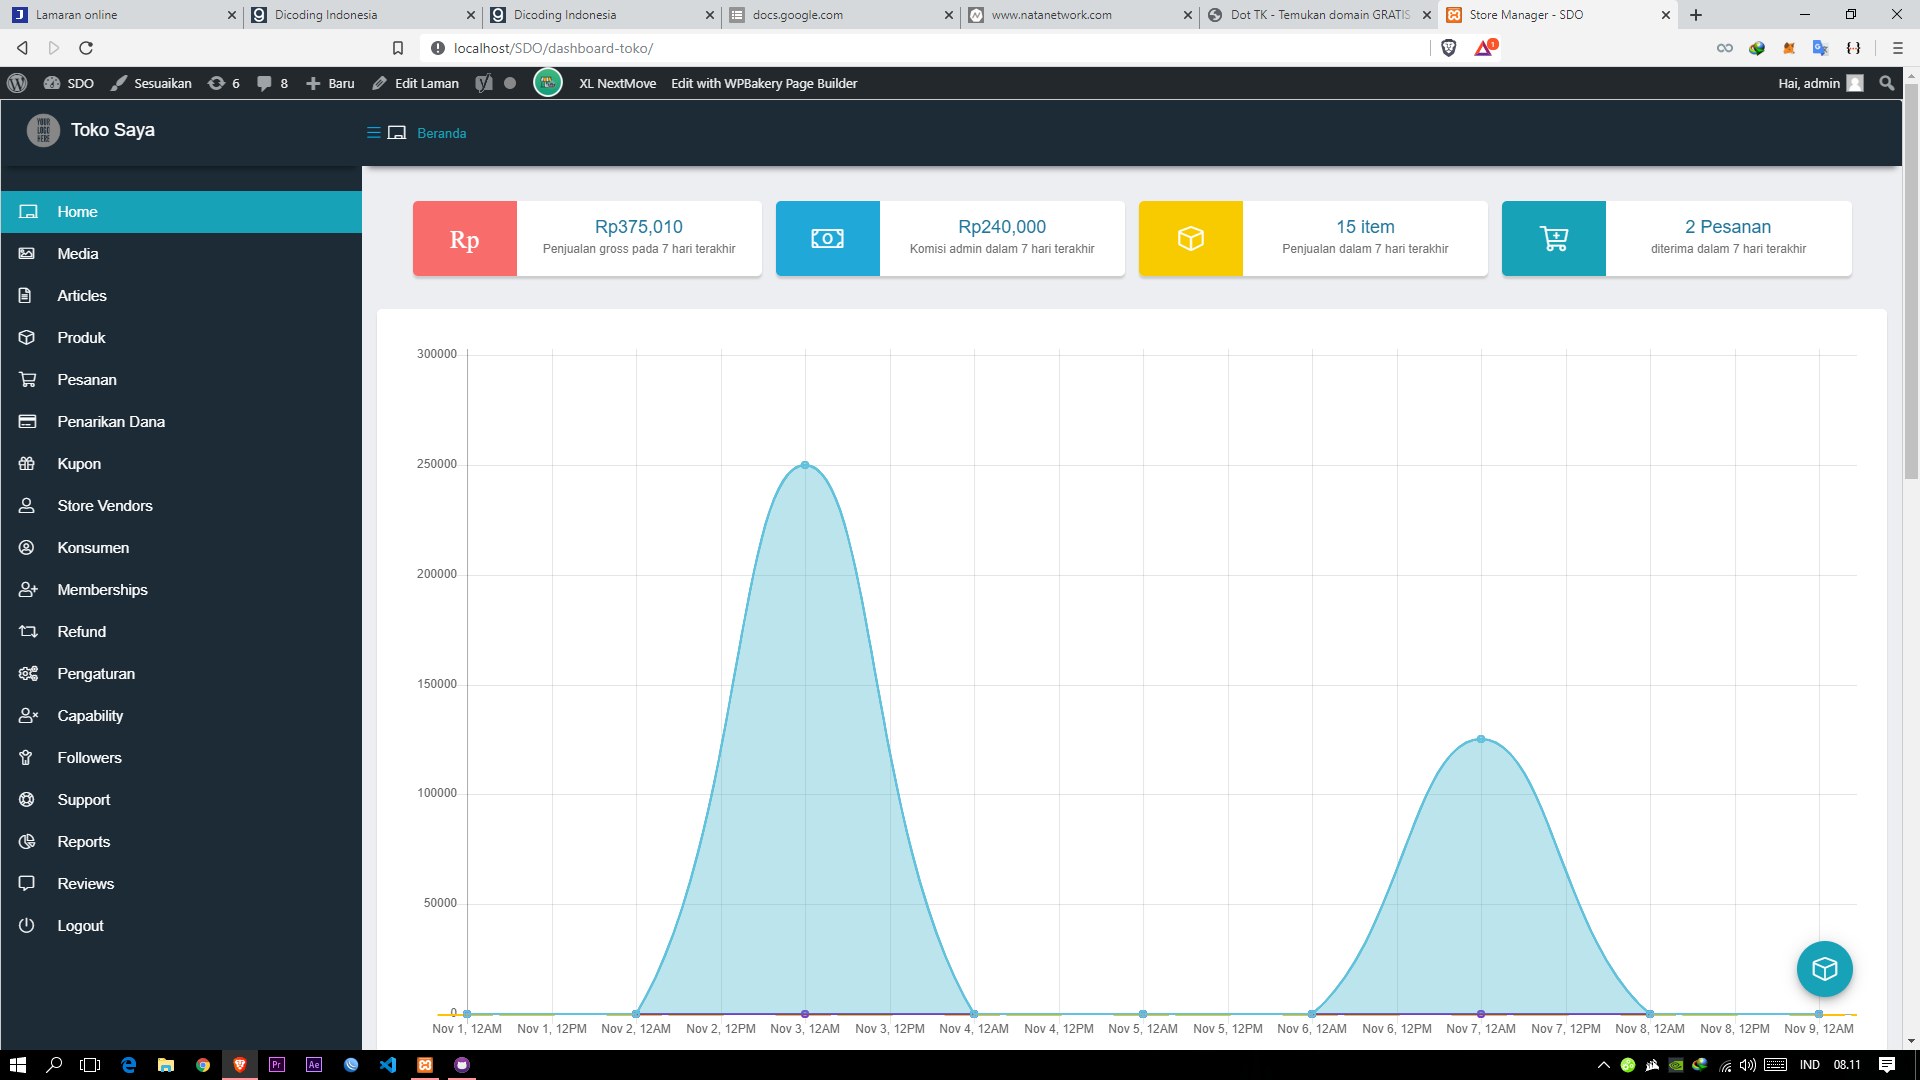 Lamaran online
Dicoding Indonesia
Dicoding Indonesia
docs.google.com
www.natanetwork.com
Dot TK - Temukan domain GRATIS
Store Manager - SDO
localhost/SDO/dashboard-toko/
1
SDO
Sesuaikan
6
8
Baru
Edit Laman
XL NextMove
Edit with WPBakery Page Builder
Hai, admin
YOUR LOGO HERE
Toko Saya
Beranda
Home
Media
Articles
Produk
Pesanan
Penarikan Dana
Kupon
Store Vendors
Konsumen
Memberships
Refund
Pengaturan
Capability
Followers
Support
Reports
Reviews
Logout
Rp
Rp375,010
Penjualan gross pada 7 hari terakhir
Rp240,000
Komisi admin dalam 7 hari terakhir
15 item
Penjualan dalam 7 hari terakhir
2 Pesanan
diterima dalam 7 hari terakhir
300000
250000
200000
150000
100000
50000
0
Nov 1, 12AM
Nov 1, 12PM
Nov 2, 12AM
Nov 2, 12PM
Nov 3, 12AM
Nov 3, 12PM
Nov 4, 12AM
Nov 4, 12PM
Nov 5, 12AM
Nov 5, 12PM
Nov 6, 12AM
Nov 6, 12PM
Nov 7, 12AM
Nov 7, 12PM
Nov 8, 12AM
Nov 8, 12PM
Nov 9, 12AM
Pr
Ae
IND
08.11